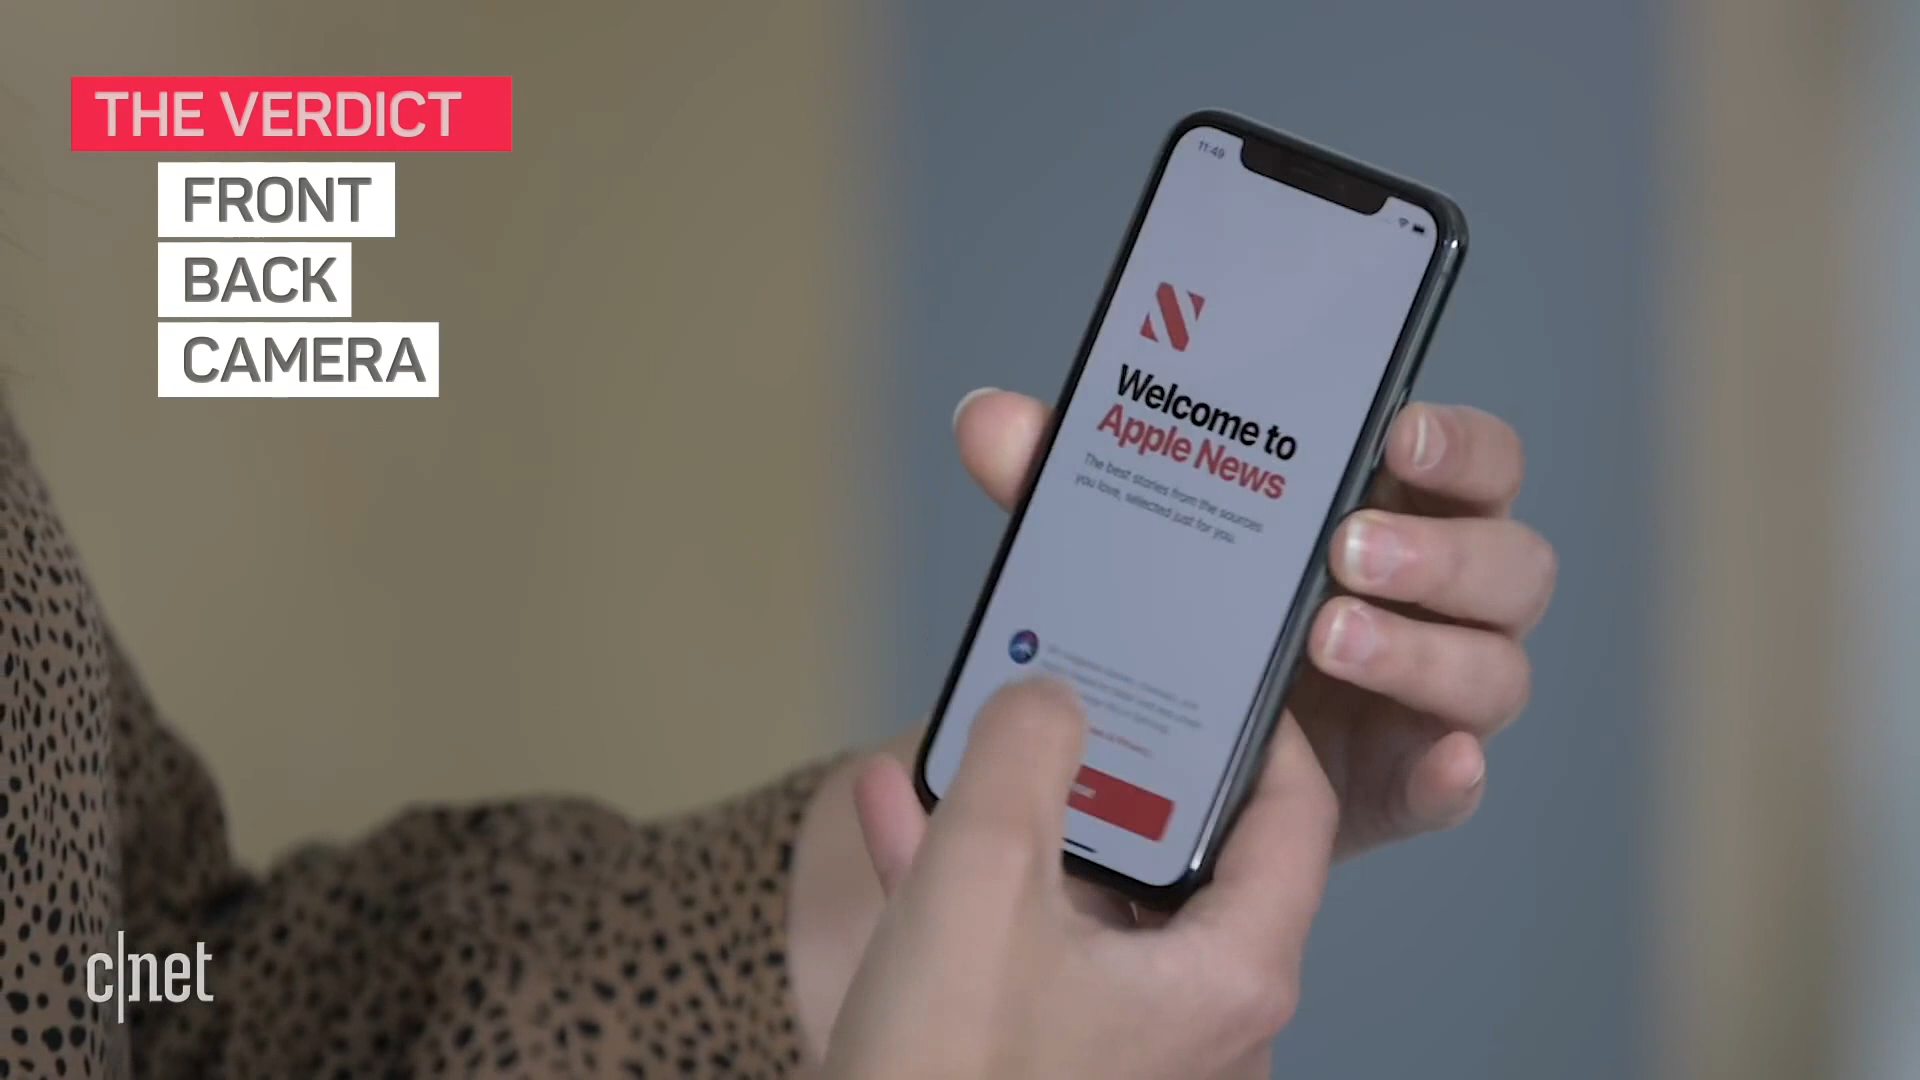 THE VERDICT
FRONT
BACK
CAMERA
11:49
Welcome to
Apple News
The best stories from the sources
you love, selected just for you.
c|net